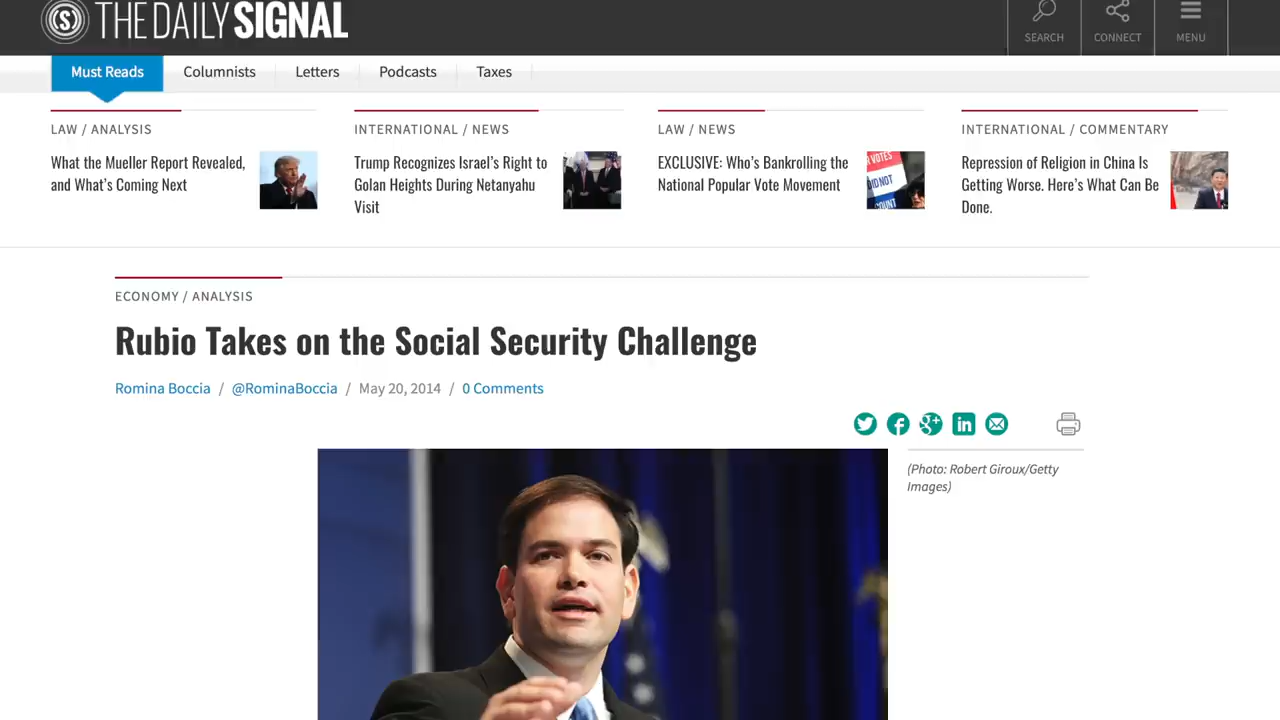 THE DAILY SIGNAL
SEARCH
CONNECT
MENU
Must Reads
Columnists
Letters
Podcasts
Taxes
LAW / ANALYSIS
What the Mueller Report Revealed,
and What's Coming Next
INTERNATIONAL / NEWS
Trump Recognizes Israel's Right to
Golan Heights During Netanyahu
Visit
LAW / NEWS
EXCLUSIVE: Who's Bankrolling the
National Popular Vote Movement
VOTES
DID NOT
COUNT
INTERNATIONAL / COMMENTARY
Repression of Religion in China Is
Getting Worse. Here's What Can Be
Done.
ECONOMY / ANALYSIS
Rubio Takes on the Social Security Challenge
Romina Boccia / @RominaBoccia / May 20, 2014 / 0 Comments
(Photo: Robert Giroux/Getty
Images)